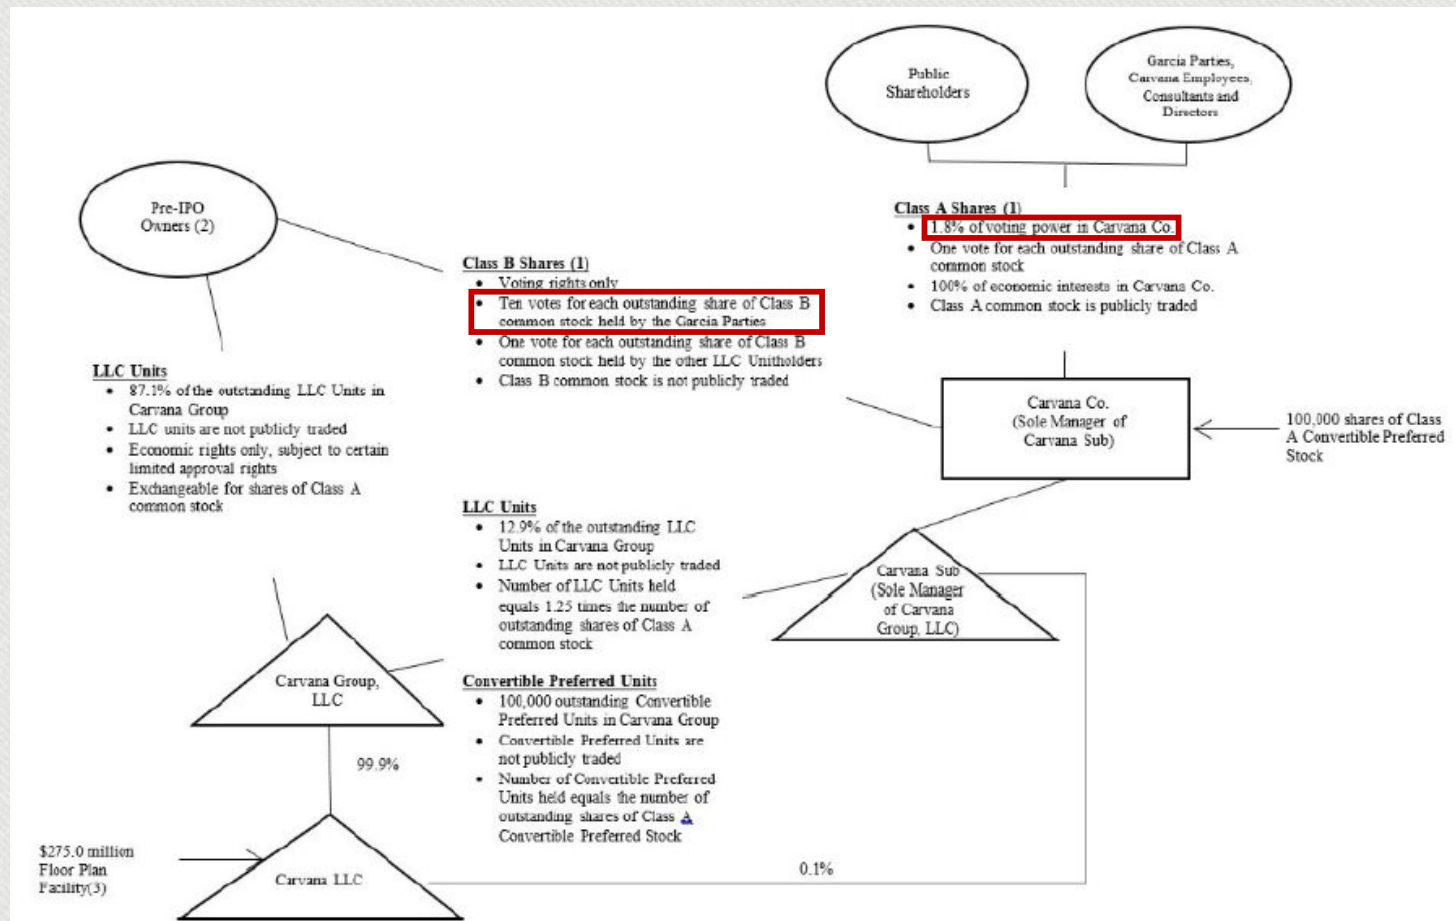 Public
Shareholders
Garcia Parties,
Carvana Employees,
Consultants and
Directors
Pre-IPO
Owners (2)
Class A Shares (1)
• 1.8% of voting power in Carvana Co.
• One vote for each outstanding share of Class A
common stock
• 100% of economic interests in Carvana Co.
• Class A common stock is publicly traded
Class B Shares (1)
• Voting rights only
• Ten votes for each outstanding share of Class B
common stock held by the Garcia Parties
• One vote for each outstanding share of Class B
common stock held by the other LLC Unitholders
• Class B common stock is not publicly traded
LLC Units
• 87.1% of the outstanding LLC Units in
Carvana Group
• LLC units are not publicly traded
• Economic rights only, subject to certain
limited approval rights
• Exchangeable for shares of Class A
common stock
Carvana Co.
(Sole Manager of
Carvana Sub)
100,000 shares of Class
A Convertible Preferred
Stock
LLC Units
• 12.9% of the outstanding LLC
Units in Carvana Group
• LLC Units are not publicly traded
• Number of LLC Units held
equals 1.25 times the number of
outstanding shares of Class A
common stock
Carvana Sub
(Sole Manager
of Carvana
Group, LLC)
Carvana Group,
LLC
Convertible Preferred Units
• 100,000 outstanding Convertible
Preferred Units in Carvana Group
• Convertible Preferred Units are
not publicly traded
• Number of Convertible Preferred
Units held equals the number of
outstanding shares of Class A
Convertible Preferred Stock
99.9%
$275.0 million
Floor Plan
Facility(3)
Carvana LLC
0.1%